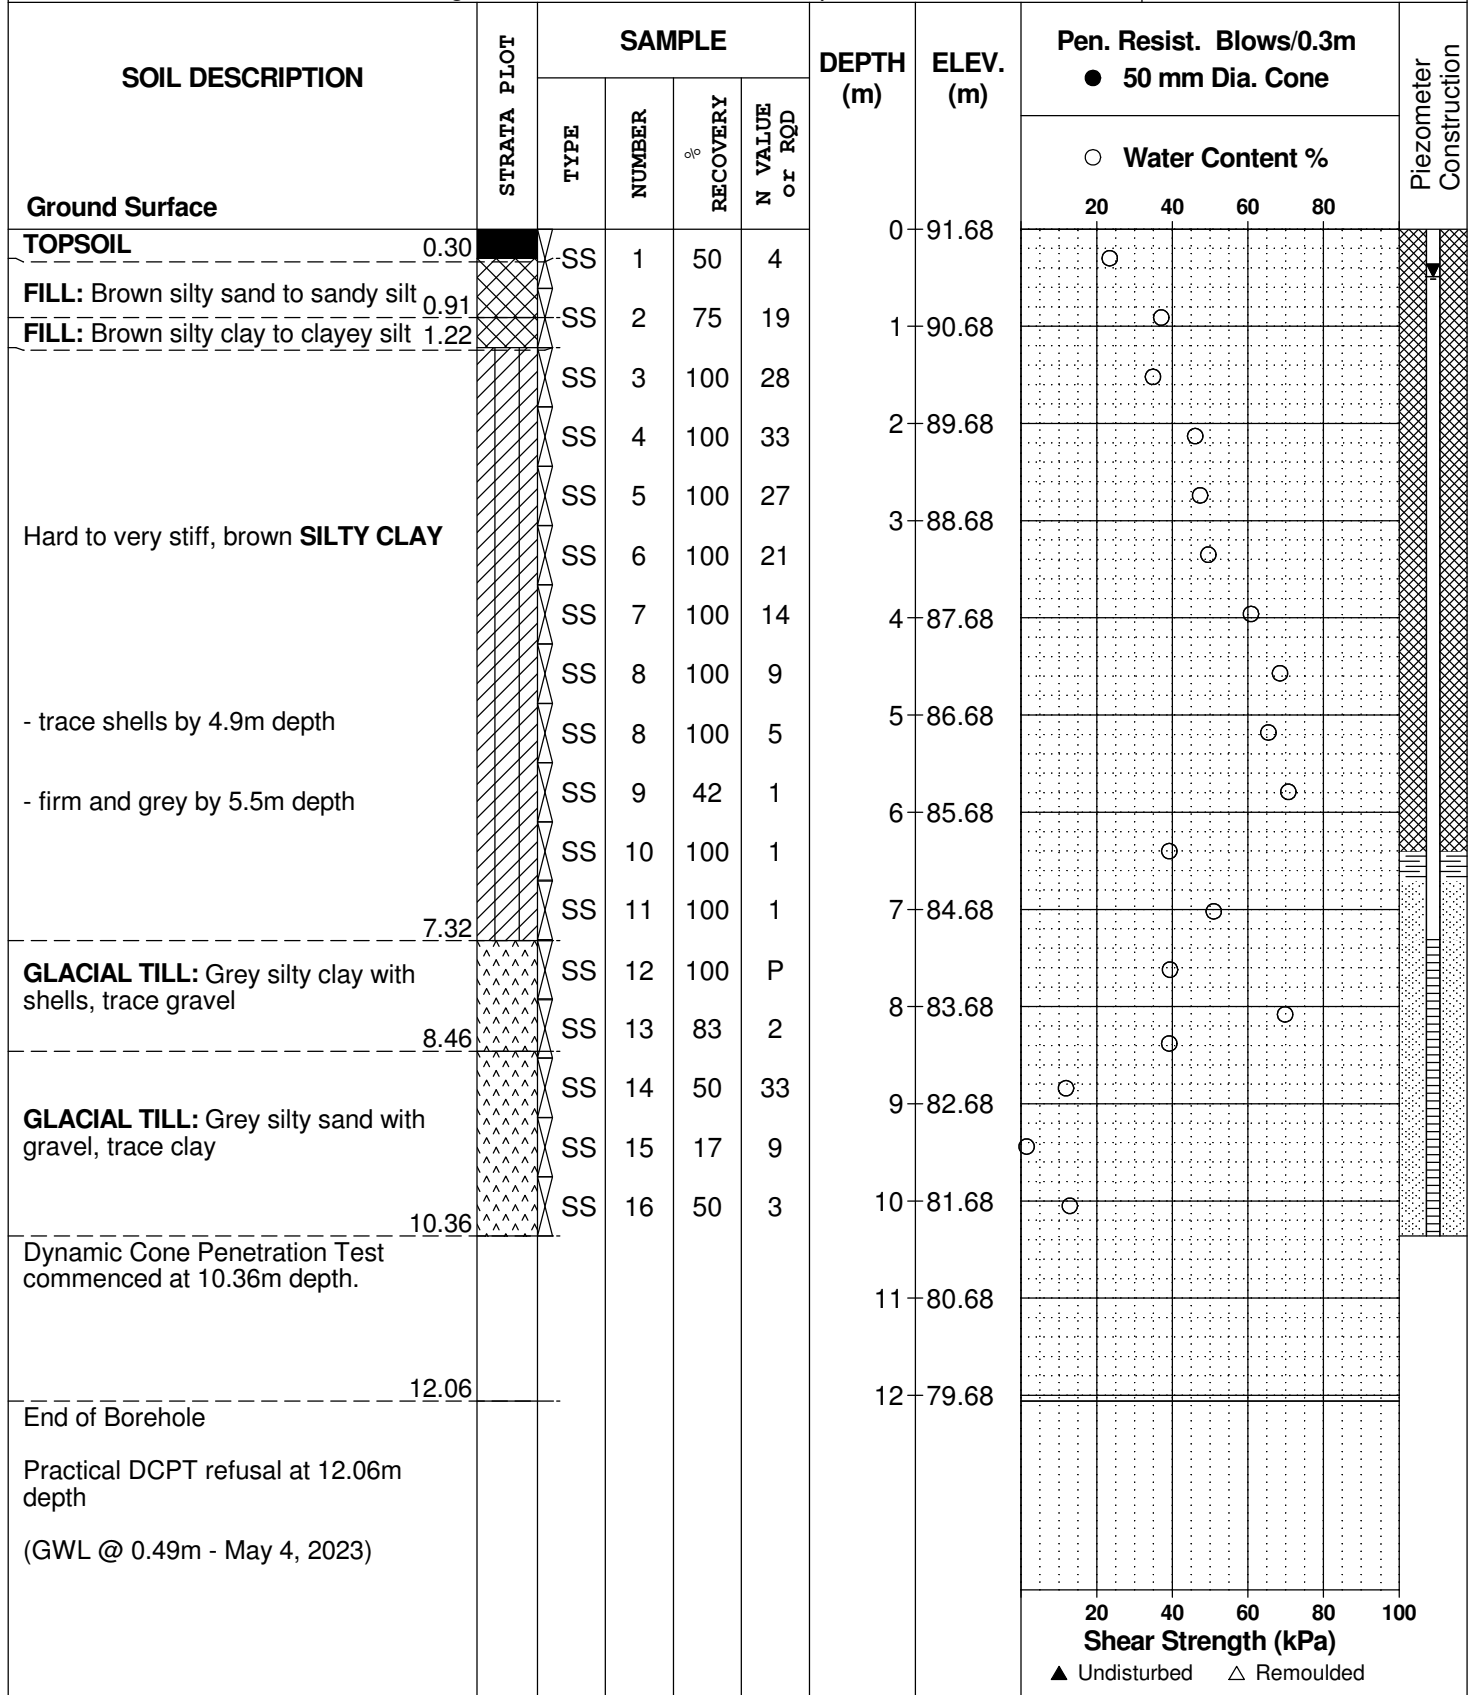 SOIL DESCRIPTION
STRATA PLOT
SAMPLE
TYPE
NUMBER
% RECOVERY
N VALUE or RQD
DEPTH (m)
ELEV. (m)
Pen. Resist. Blows/0.3m
● 50 mm Dia. Cone
○ Water Content %
20 40 60 80
Piezometer Construction
Ground Surface
0 91.68
TOPSOIL 0.30
SS 1 50 4
FILL: Brown silty sand to sandy silt 0.91
SS 2 75 19
1 90.68
FILL: Brown silty clay to clayey silt 1.22
SS 3 100 28
2 89.68
SS 4 100 33
SS 5 100 27
3 88.68
Hard to very stiff, brown SILTY CLAY
SS 6 100 21
SS 7 100 14
4 87.68
SS 8 100 9
5 86.68
- trace shells by 4.9m depth
SS 8 100 5
- firm and grey by 5.5m depth
SS 9 42 1
6 85.68
SS 10 100 1
SS 11 100 1
7 84.68
7.32
GLACIAL TILL: Grey silty clay with
shells, trace gravel
SS 12 100 P
8 83.68
SS 13 83 2
8.46
SS 14 50 33
9 82.68
GLACIAL TILL: Grey silty sand with
gravel, trace clay
SS 15 17 9
10 81.68
SS 16 50 3
10.36
Dynamic Cone Penetration Test
commenced at 10.36m depth.
11 80.68
12.06
12 79.68
End of Borehole
Practical DCPT refusal at 12.06m
depth
(GWL @ 0.49m - May 4, 2023)
20 40 60 80 100
Shear Strength (kPa)
▲ Undisturbed △ Remoulded